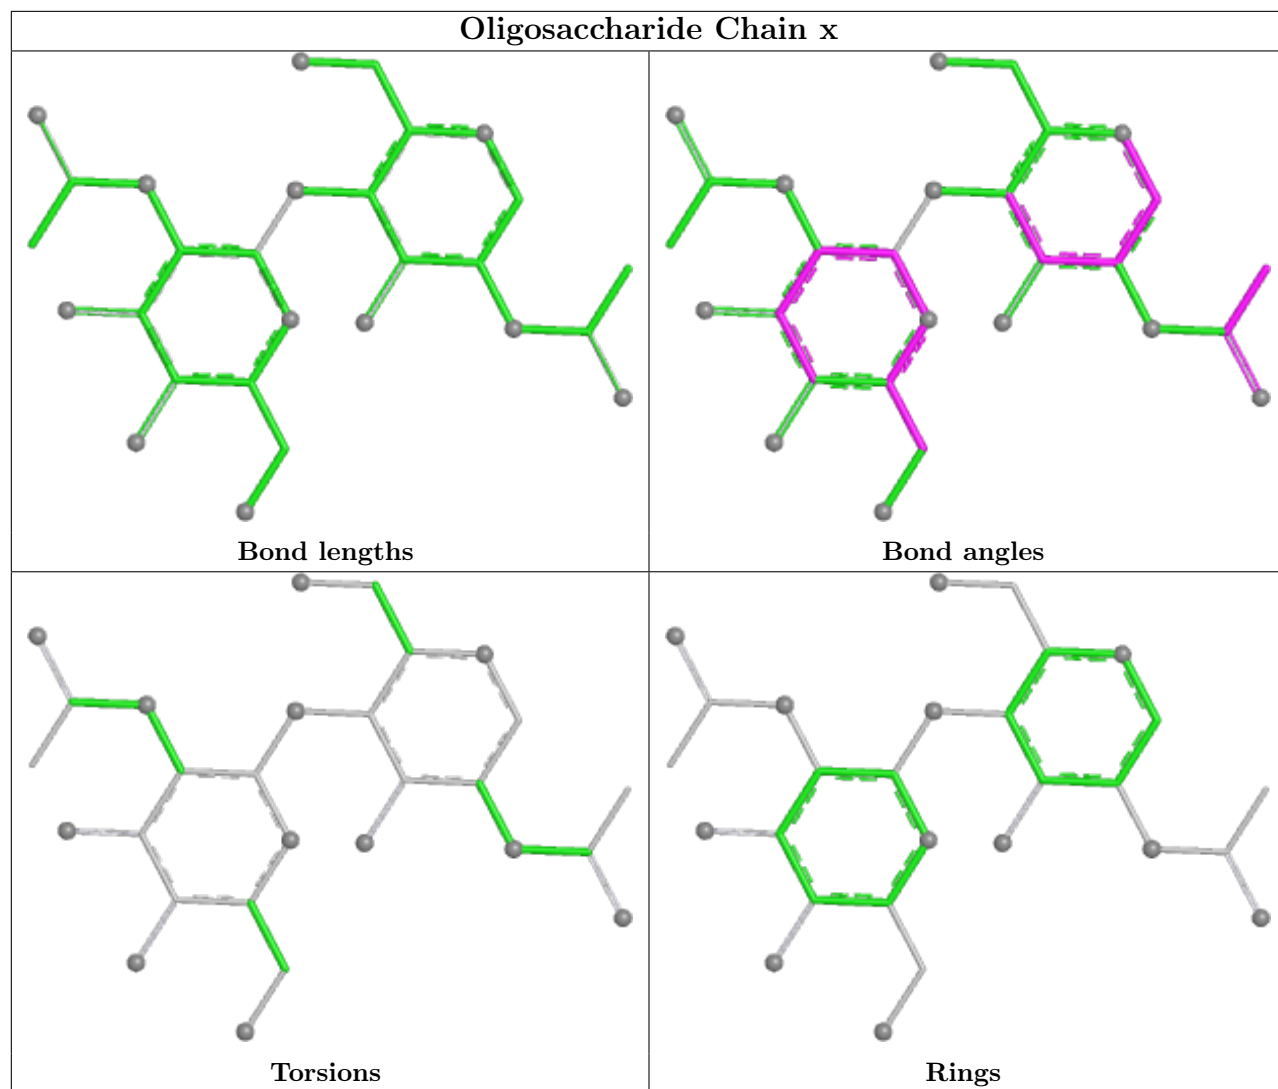 Oligosaccharide Chain x
Bond lengths
Bond angles
Torsions
Rings